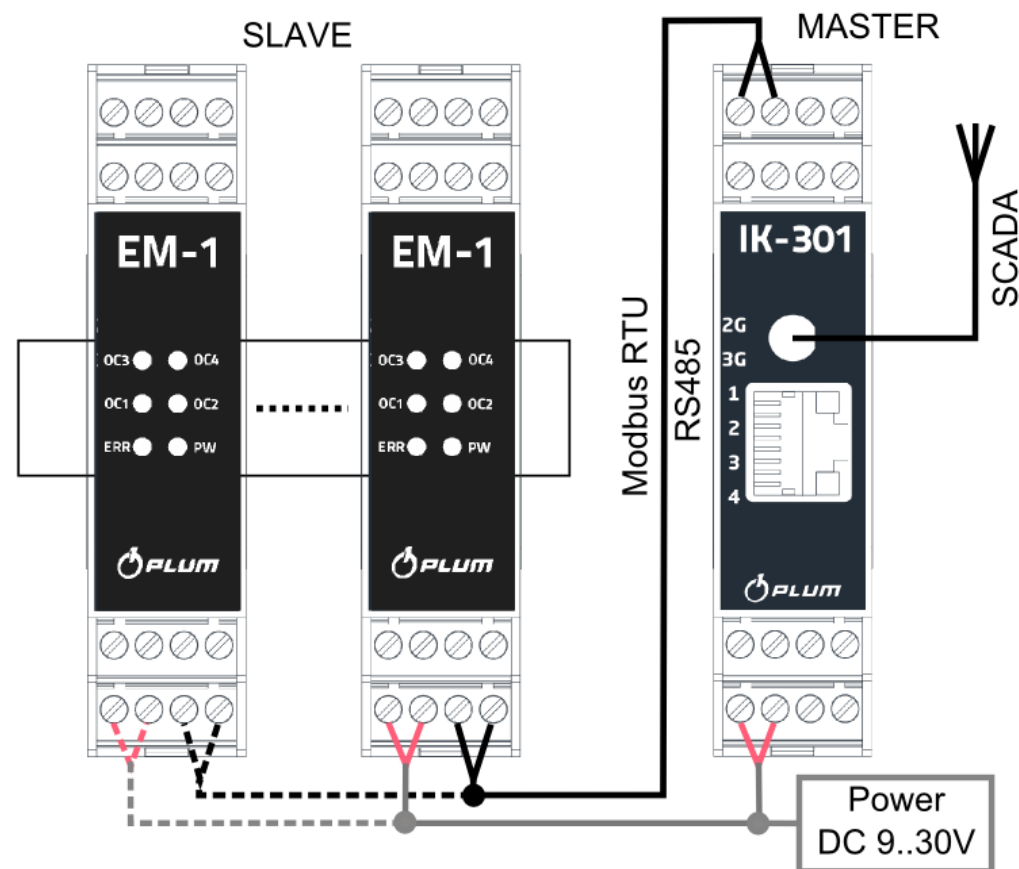 SLAVE
MASTER
EM-1
OC3 OC4
OC1 OC2
ERR PW
PLUM
EM-1
OC3 OC4
OC1 OC2
ERR PW
PLUM
Modbus RTU
RS485
IK-301
2G
3G
1
2
3
4
PLUM
SCADA
Power
DC 9..30V